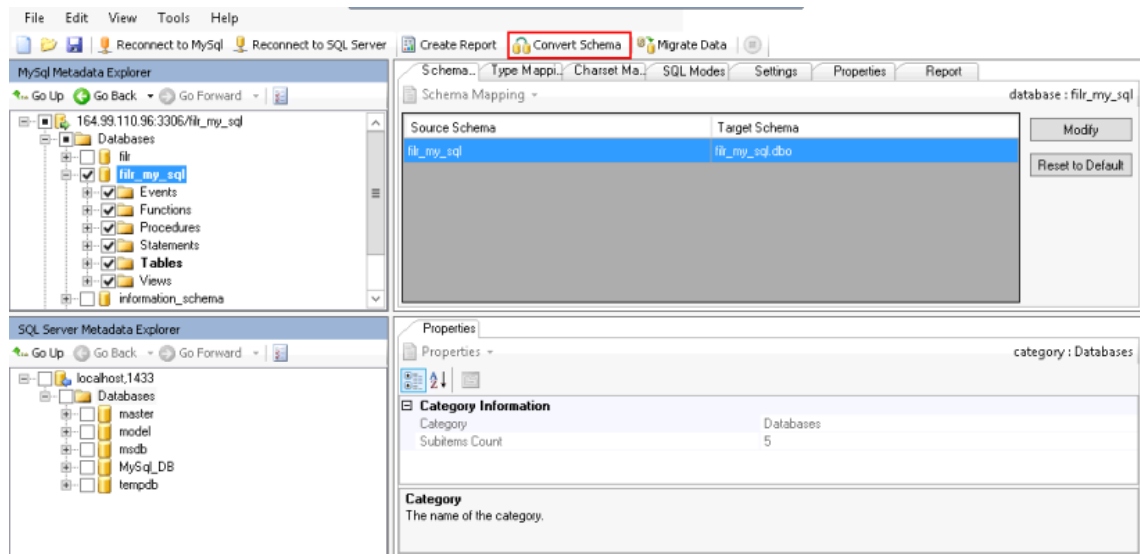 File Edit View Tools Help
Reconnect to MySql Reconnect to SQL Server Create Report Convert Schema Migrate Data
MySql Metadata Explorer
Go Up Go Back Go Forward
164.99.110.96:3306/filr_my_sql
Databases
filr
filr_my_sql
Events
Functions
Procedures
Statements
Tables
Views
information_schema
Schema... Type Mappi... Charset Ma... SQL Modes Settings Properties Report
Schema Mapping database : filr_my_sql
Source Schema Target Schema
filr_my_sql filr_my_sql.dbo
Modify
Reset to Default
SQL Server Metadata Explorer
Go Up Go Back Go Forward
localhost,1433
Databases
master
model
msdb
MySql_DB
tempdb
Properties
Properties category : Databases
Category Information
Category Databases
Subitems Count 5
Category
The name of the category.